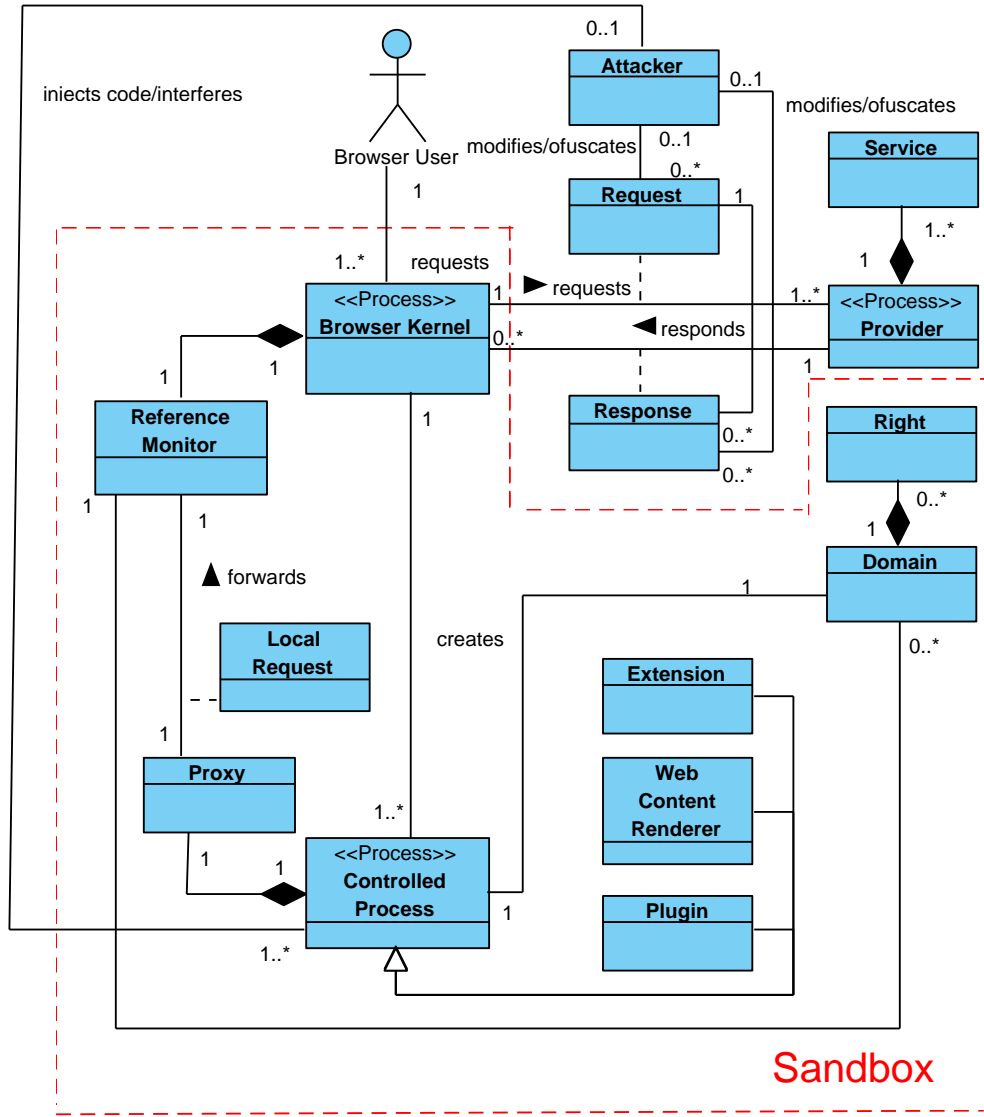 0..1
Attacker
0..1
iniects code/interferes
modifies/ofuscates
0..1
modifies/ofuscates
Service
Browser User
0..*
Request
1
1
1..*
1..*
requests
1
requests
1
1..*
<<Process>>
Browser Kernel
<<Process>>
Provider
responds
0..*
1
1
1
Reference
Monitor
1
Response
Right
0..*
0..*
1
1
0..*
1
Domain
forwards
1
Local
Request
creates
0..*
Extension
1
Proxy
Web
Content
Renderer
1..*
1
1
<<Process>>
Controlled
Process
1
Plugin
1..*
Sandbox